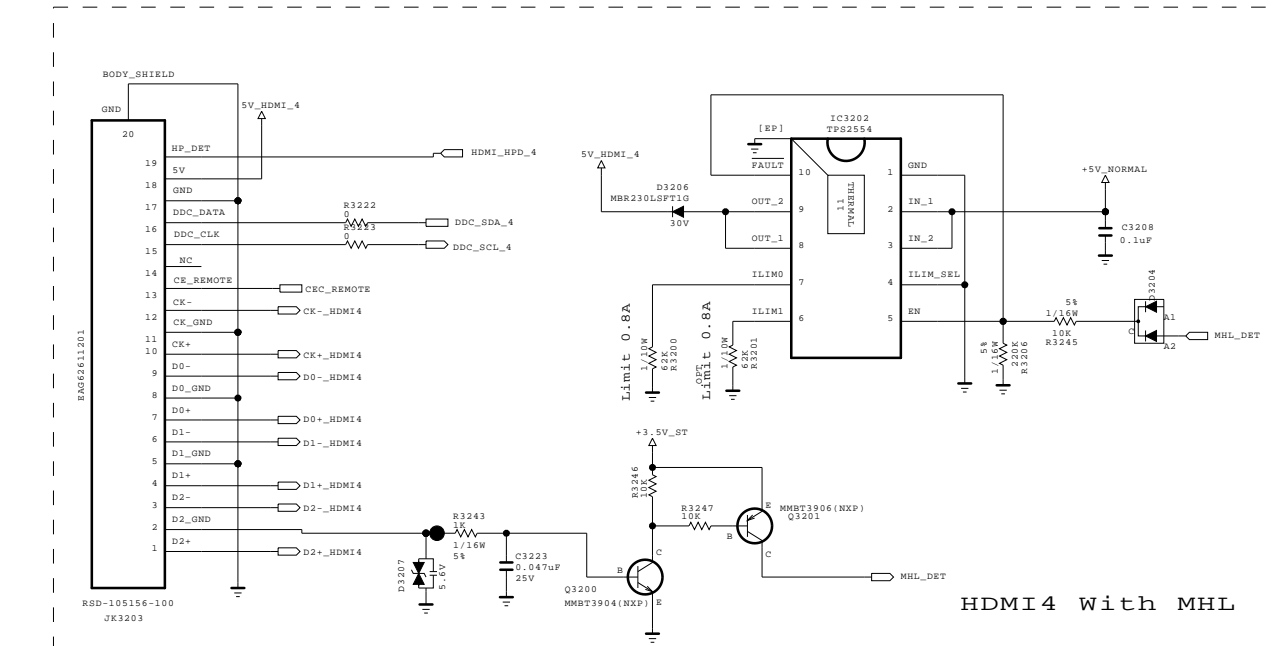 BODY_SHIELD
GND
20
5V_HDMI_4
HP_DET
19
HDMI_HPD_4
5V
18
GND
17
DDC_DATA
16
R3222
0
DDC_SDA_4
DDC_CLK
15
R3223
0
DDC_SCL_4
NC
14
CE_REMOTE
13
CEC_REMOTE
CK-
12
CK-_HDMI4
CK_GND
11
CK+
10
CK+_HDMI4
D0-
9
D0-_HDMI4
D0_GND
8
D0+
7
D0+_HDMI4
D1-
6
D1-_HDMI4
D1_GND
5
D1+
4
D1+_HDMI4
D2-
3
D2-_HDMI4
D2_GND
2
D2+
1
D2+_HDMI4
EAG62611201
RSD-105156-100
JK3203
D3207
5.6V
R3243
1K
1/16W
5%
C3223
0.047uF
25V
+3.5V_ST
R3246
10K
R3247
10K
B
C
E
Q3200
MMBT3904(NXP)
E
B
C
MMBT3906(NXP)
Q3201
MHL_DET
5V_HDMI_4
D3206
MBR230LSFT1G
30V
IC3202
TPS2554
[EP]
FAULT
10
OUT_2
9
OUT_1
8
ILIM0
7
ILIM1
6
THERMAL
11
GND
1
IN_1
2
IN_2
3
ILIM_SEL
4
EN
5
Limit 0.8A
1/10W
62K
R3200
Limit 0.8A
OPT
1/10W
62K
R3201
+5V_NORMAL
C3208
0.1uF
5%
1/16W
220K
R3206
5%
1/16W
10K
R3245
D3204
A1
C
A2
MHL_DET
HDMI4 With MHL